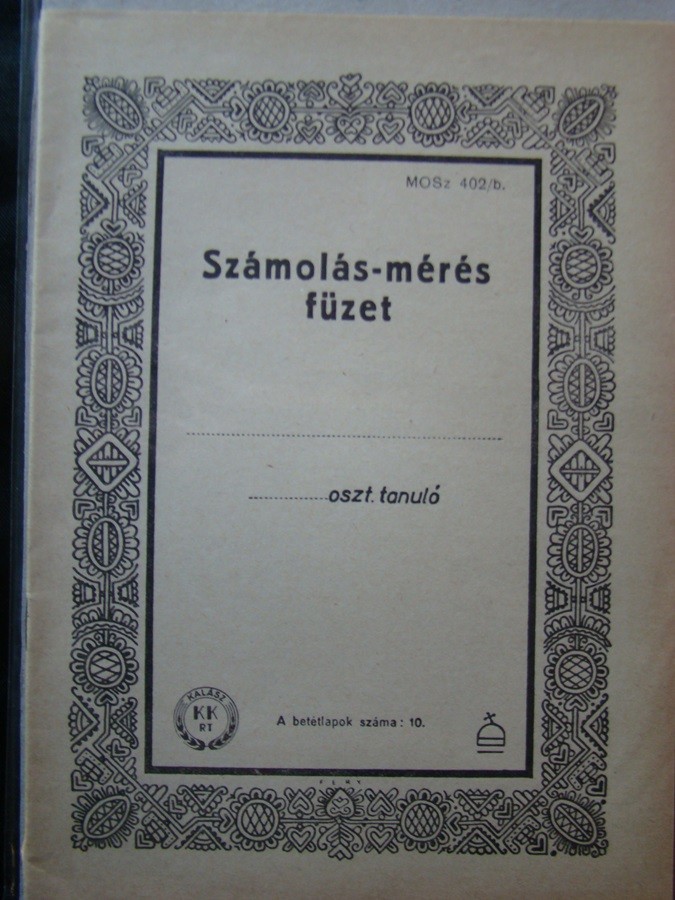 MOSz 402/b.
Számolás-mérés
füzet
oszt. tanuló
KALÁSZ
KK
RT
A betétlapok száma: 10.